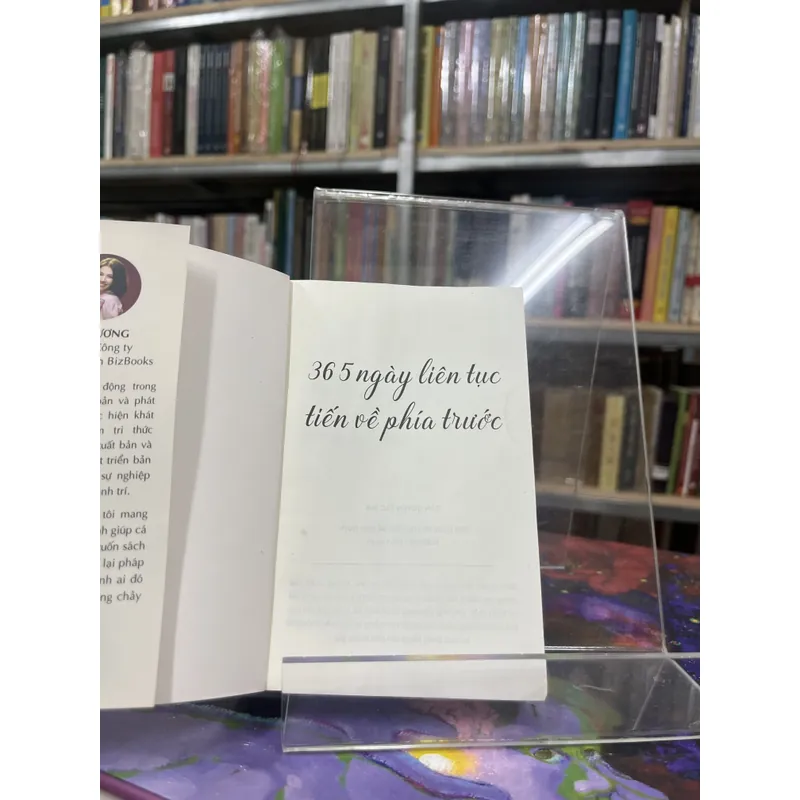 ƯƠNG
Công ty
BizBooks
động trong
bản và phát
hiện khát
tri thức
xuất bản và
t triển bản
sự nghiệp
nh trí.
tôi mang
nh giúp cả
uốn sách
lại pháp
nh ai đó
ng chảy
365 ngày liên tục
tiến về phía trước